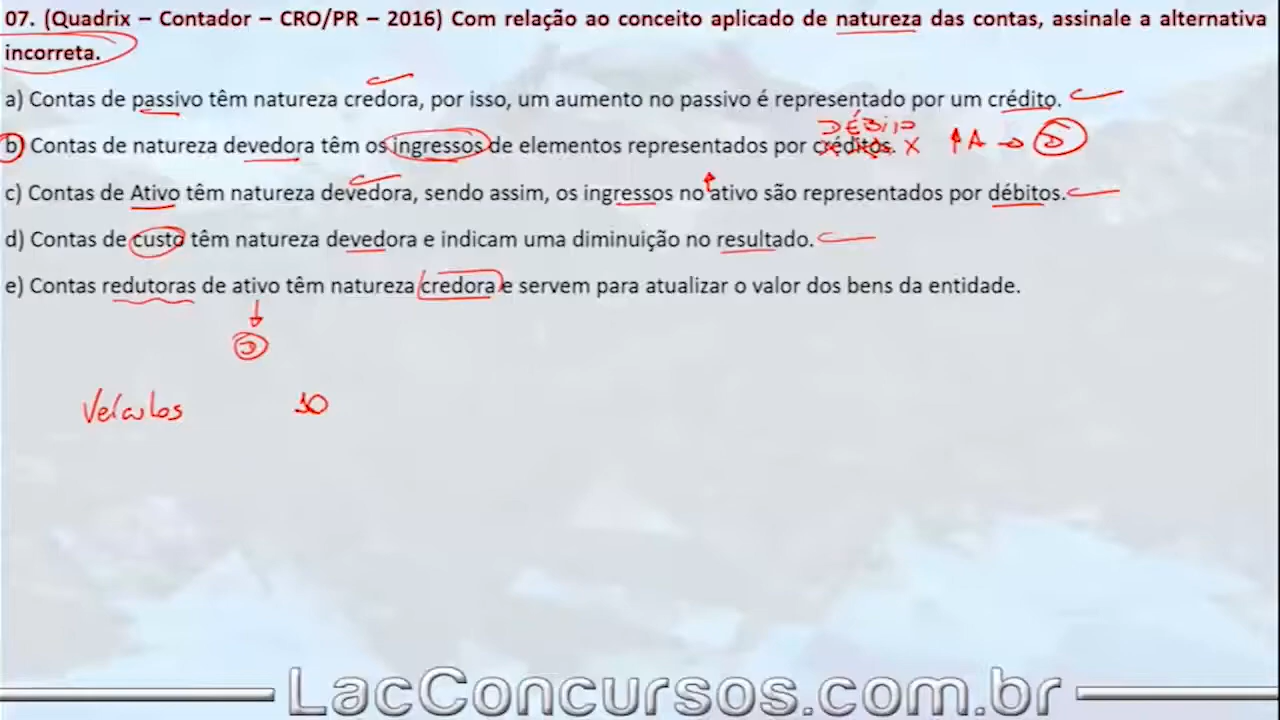 07. (Quadrix – Contador – CRO/PR – 2016) Com relação ao conceito aplicado de natureza das contas, assinale a alternativa
incorreta.
a) Contas de passivo têm natureza credora, por isso, um aumento no passivo é representado por um crédito.
DÉBITO
b) Contas de natureza devedora têm os ingressos de elementos representados por créditos. X ↑A → D
c) Contas de Ativo têm natureza devedora, sendo assim, os ingressos no ativo são representados por débitos.
d) Contas de custo têm natureza devedora e indicam uma diminuição no resultado.
e) Contas redutoras de ativo têm natureza credora e servem para atualizar o valor dos bens da entidade.
D
Veículos 10
LacConcursos.com.br